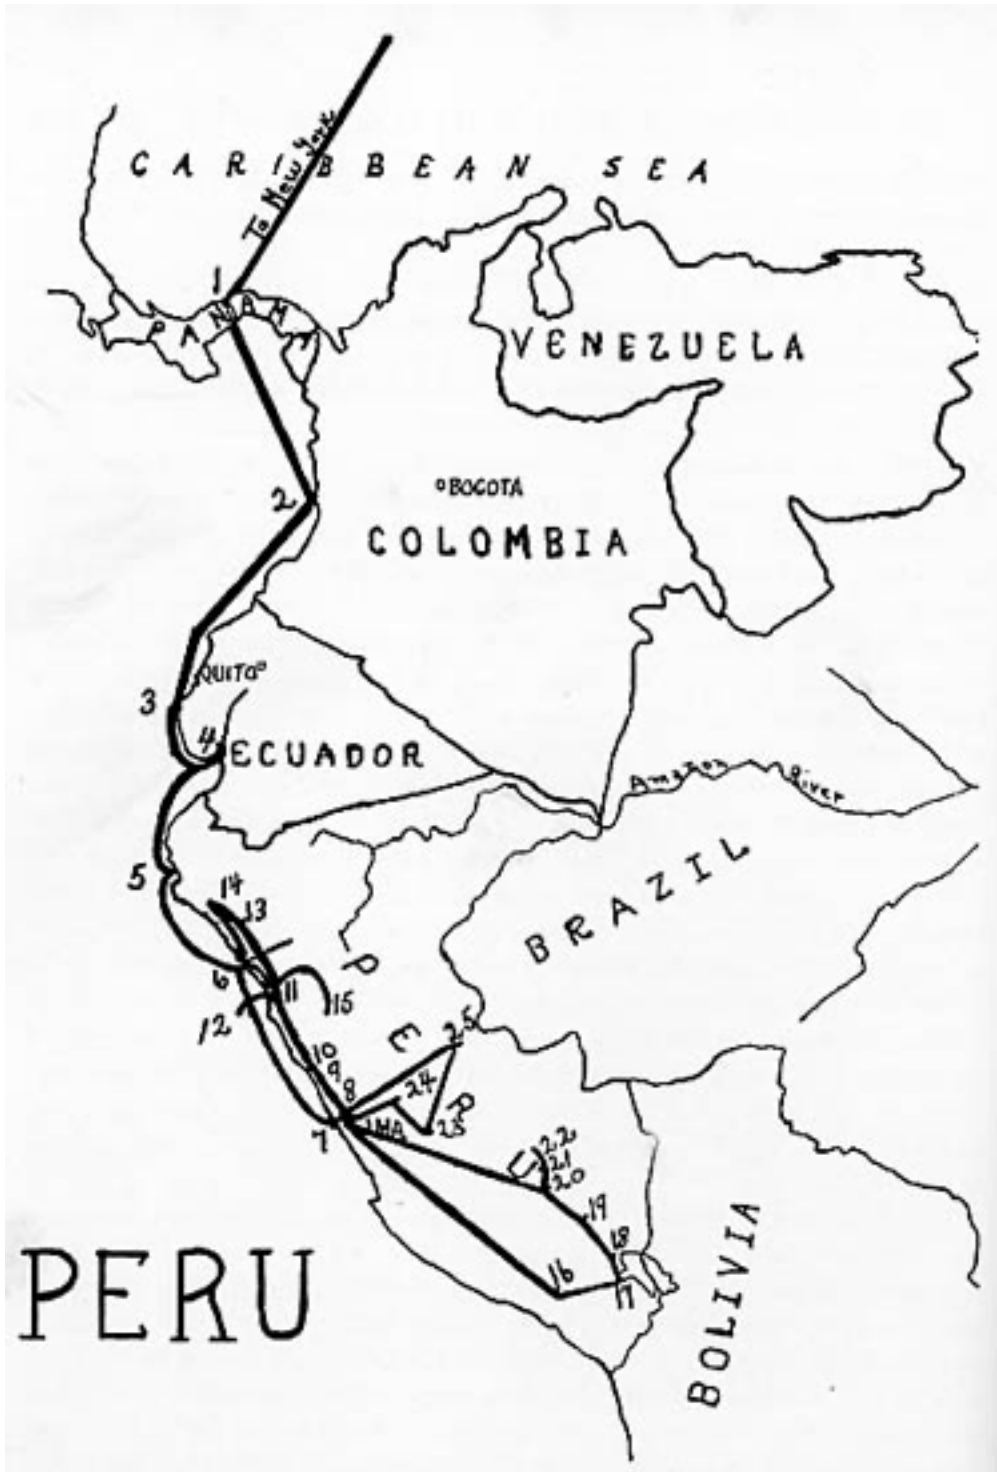 CARIBBEAN SEA
To New York
1
PANAMA
VENEZUELA
2
BOGOTA
COLOMBIA
QUITO
3
4
ECUADOR
Amazon River
BRAZIL
5
14
13
6
11
15
12
PERU
25
10
9
8
24
7
LIMA
23
22
21
20
19
18
16
17
PERU
BOLIVIA